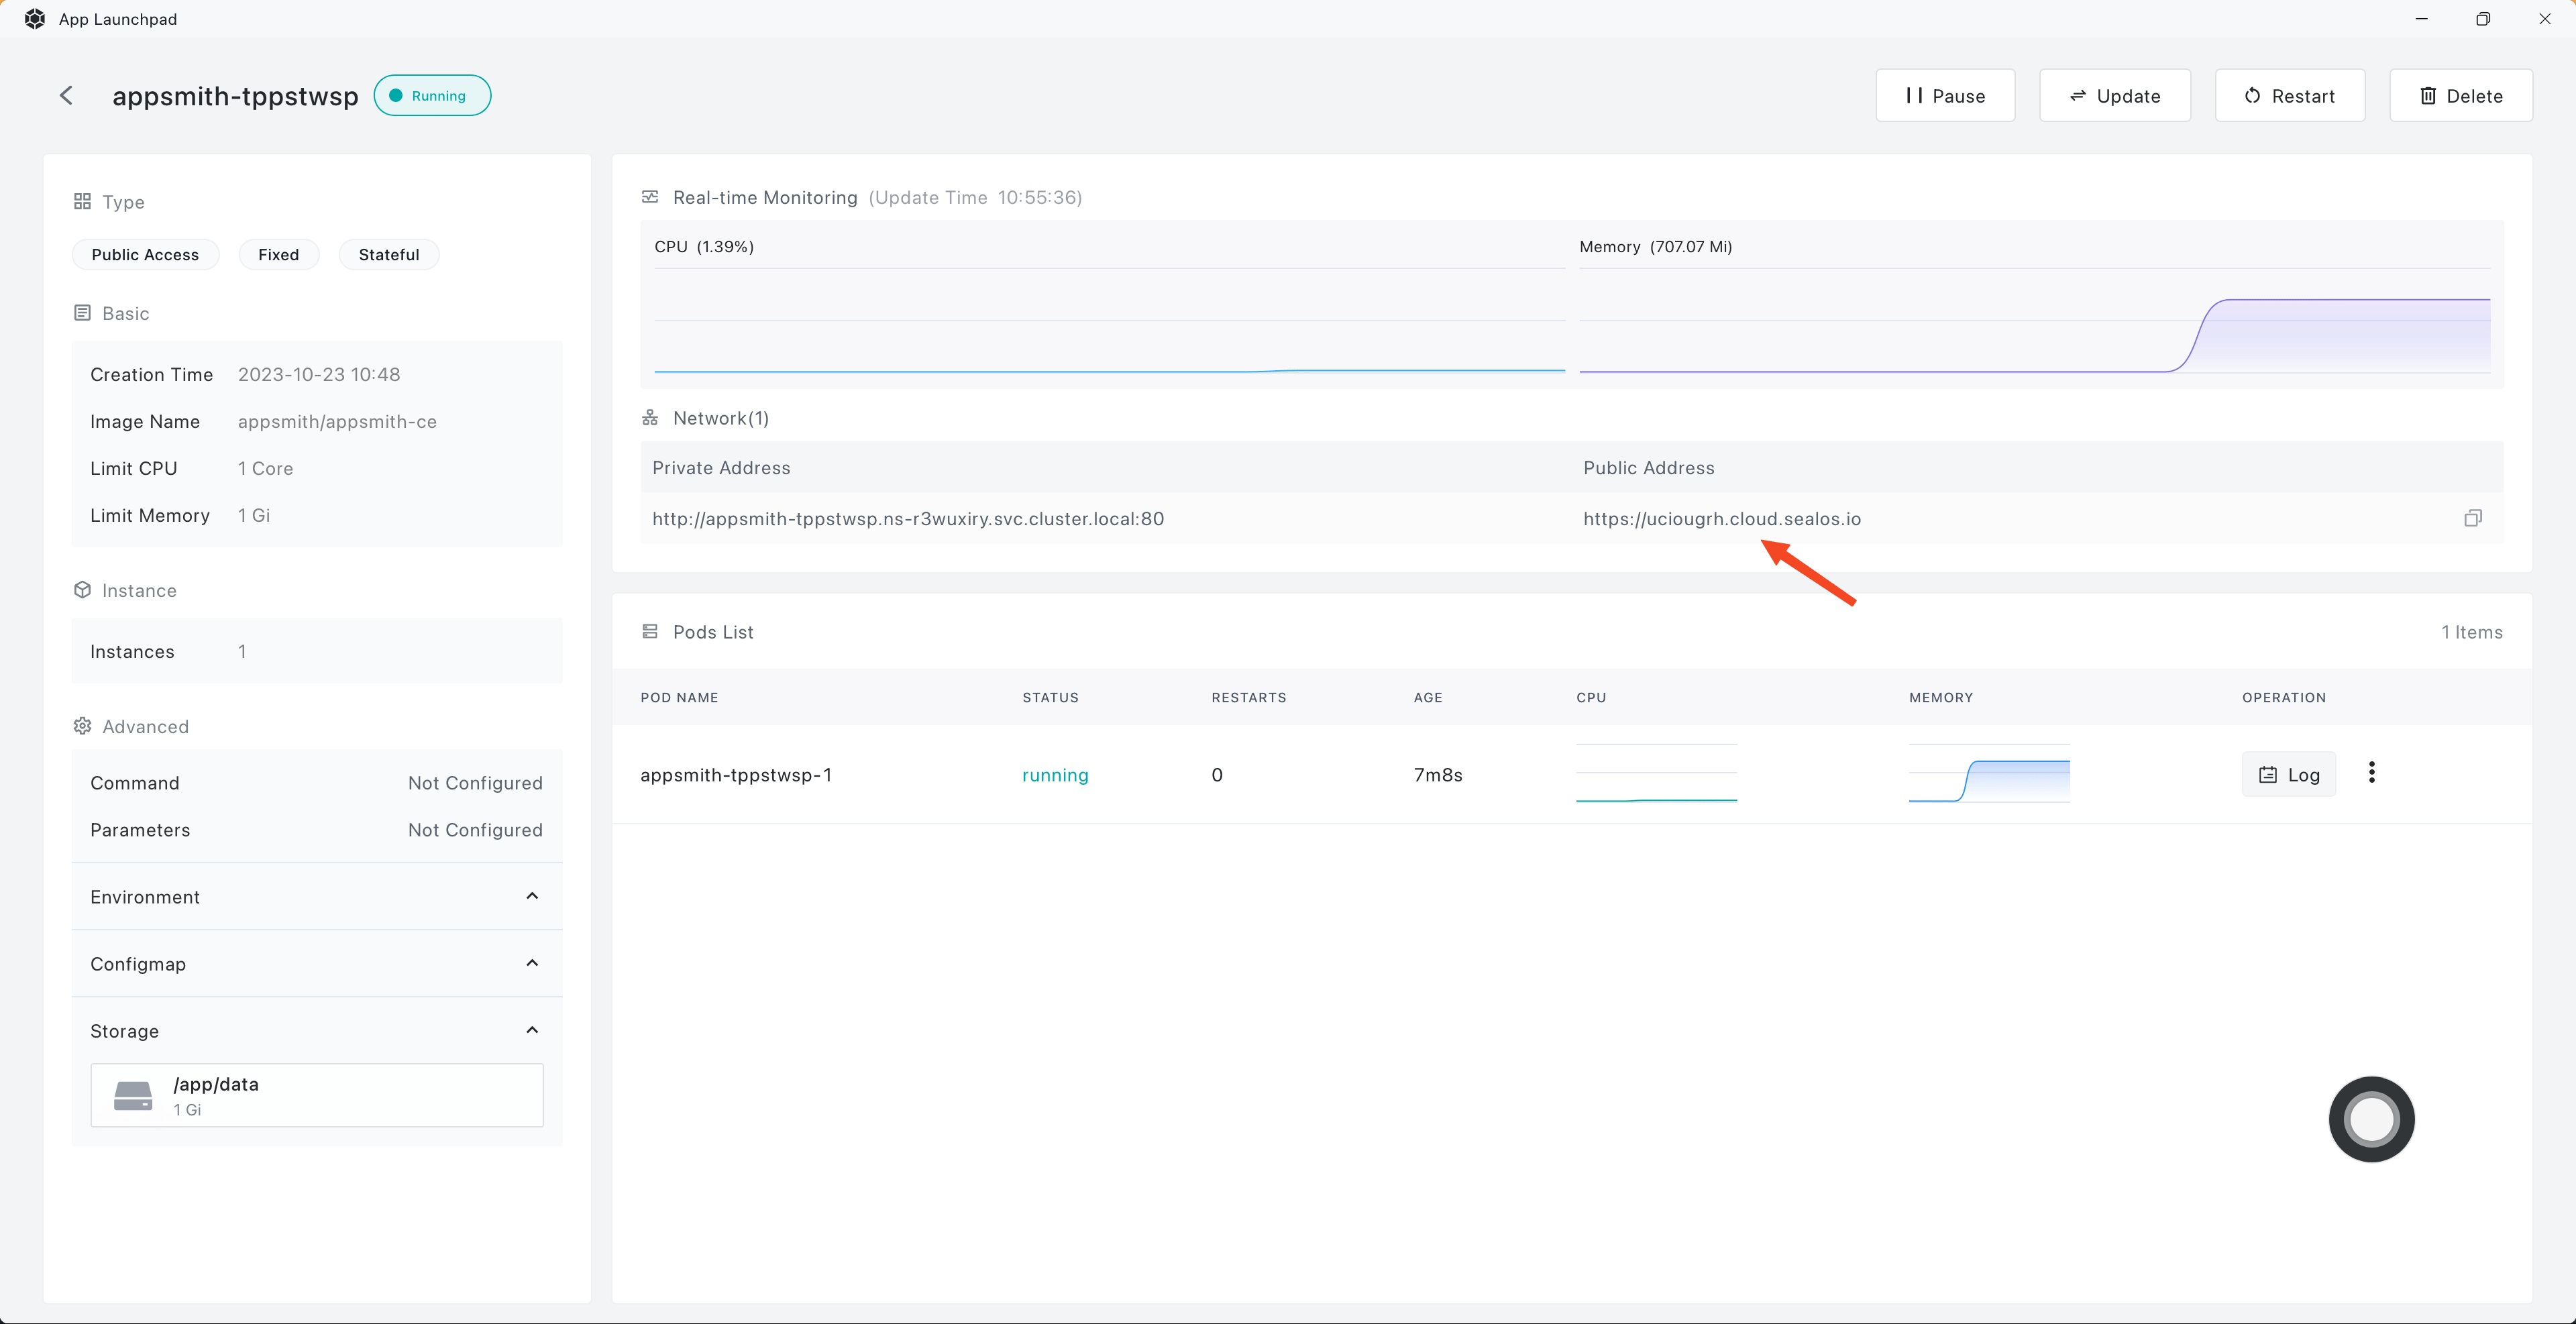 App Launchpad
appsmith-tppstwsp
Running
Pause
Update
Restart
Delete
Type
Public Access
Fixed
Stateful
Basic
Creation Time 2023-10-23 10:48
Image Name appsmith/appsmith-ce
Limit CPU 1 Core
Limit Memory 1 Gi
Instance
Instances 1
Advanced
Command Not Configured
Parameters Not Configured
Environment
Configmap
Storage
/app/data
1 Gi
Real-time Monitoring (Update Time 10:55:36)
CPU (1.39%)
Memory (707.07 Mi)
Network(1)
Private Address Public Address
http://appsmith-tppstwsp.ns-r3wuxiry.svc.cluster.local:80 https://uciougrh.cloud.sealos.io
Pods List 1 Items
POD NAME STATUS RESTARTS AGE CPU MEMORY OPERATION
appsmith-tppstwsp-1 running 0 7m8s Log